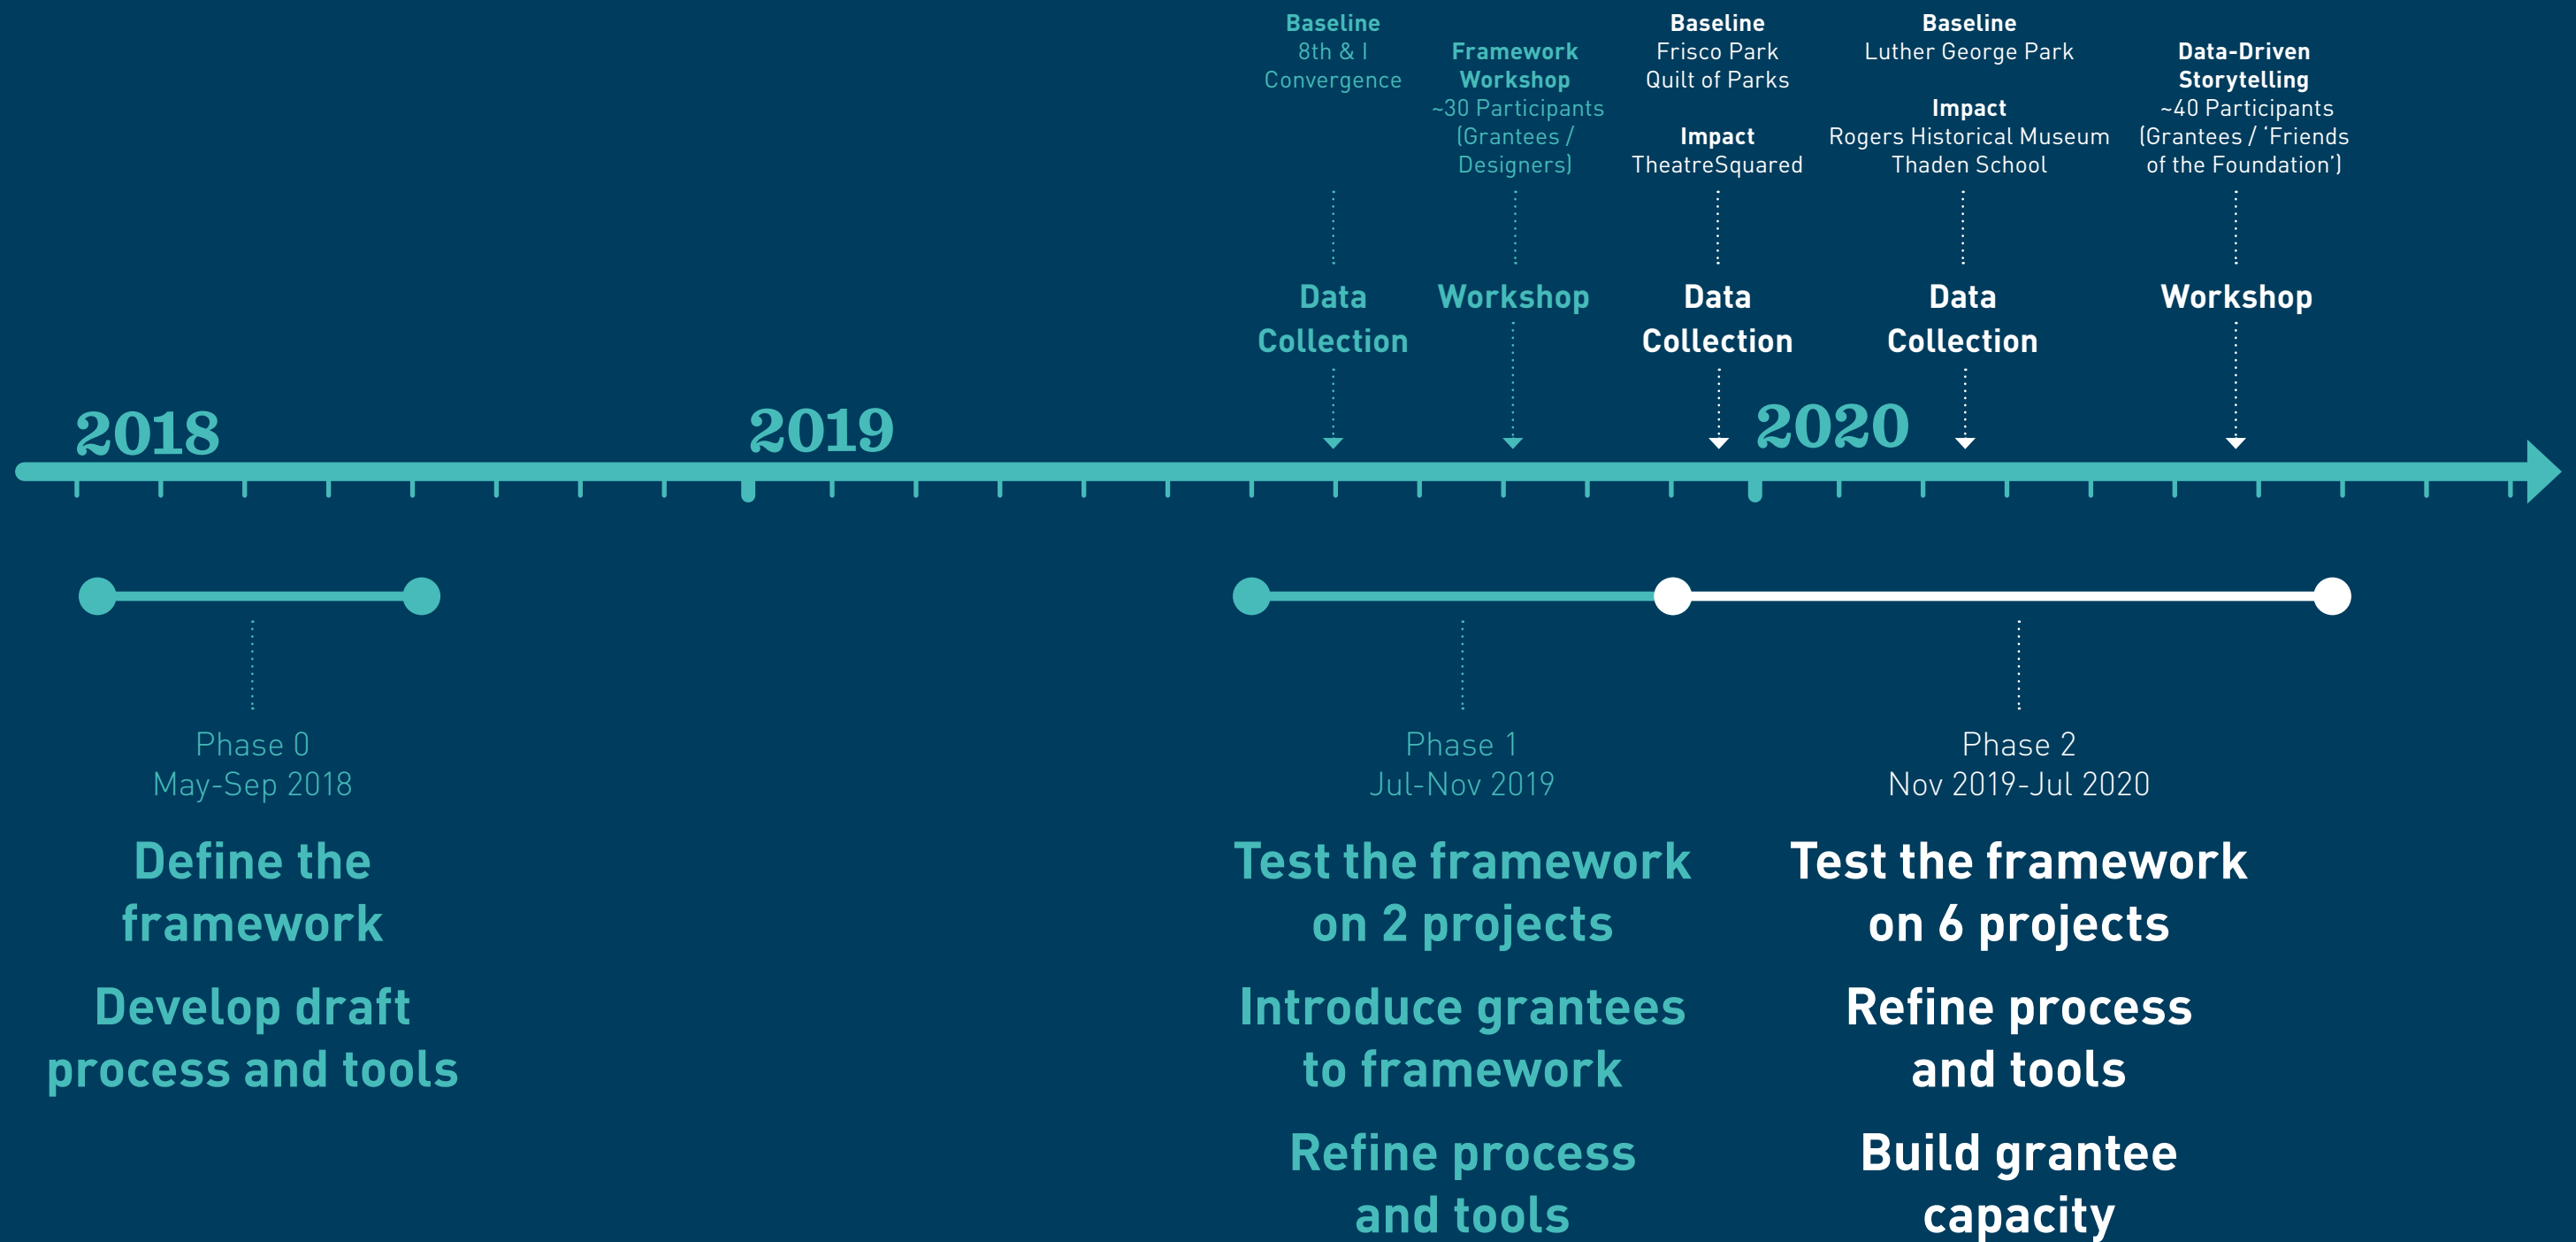 Baseline
8th & I
Convergence
Framework
Workshop
~30 Participants
(Grantees /
Designers)
Baseline
Frisco Park
Quilt of Parks
Impact
TheatreSquared
Baseline
Luther George Park
Impact
Rogers Historical Museum
Thaden School
Data-Driven
Storytelling
~40 Participants
(Grantees / ‘Friends
of the Foundation’)
Data
Collection
Workshop
Data
Collection
Data
Collection
Workshop
2018
2019
2020
Phase 0
May-Sep 2018
Define the
framework
Develop draft
process and tools
Phase 1
Jul-Nov 2019
Test the framework
on 2 projects
Introduce grantees
to framework
Refine process
and tools
Phase 2
Nov 2019-Jul 2020
Test the framework
on 6 projects
Refine process
and tools
Build grantee
capacity